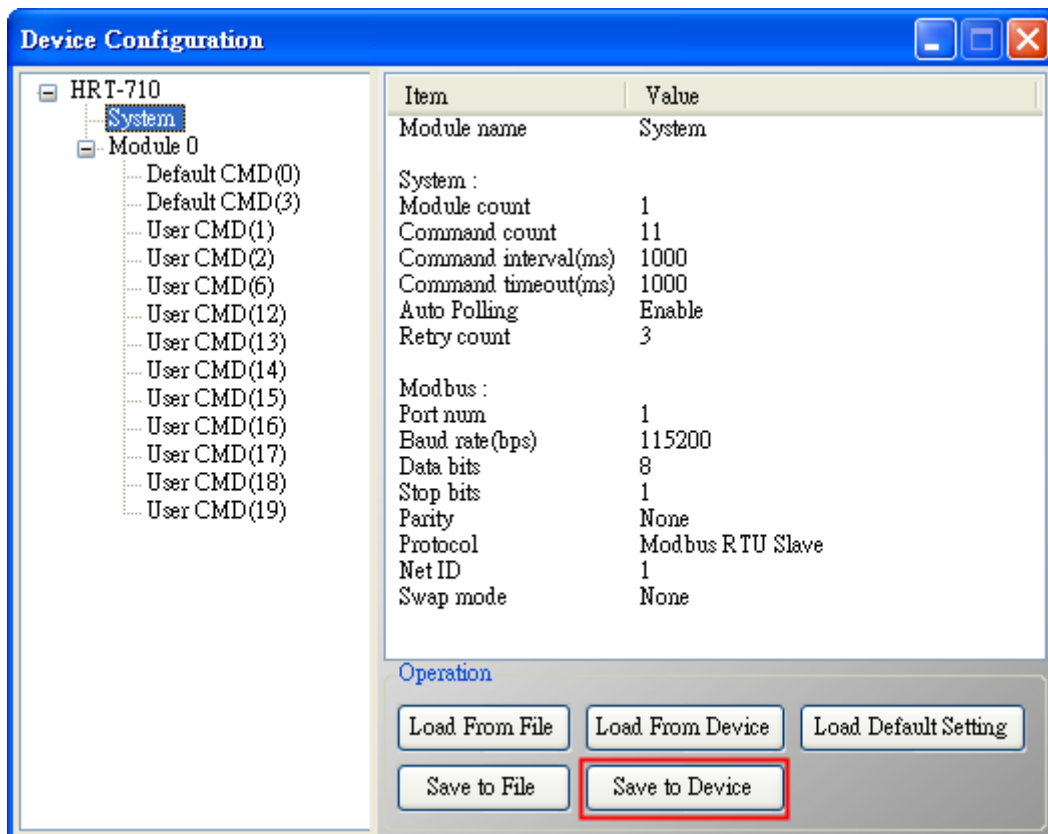 Device Configuration
HRT-710
System
Module 0
Default CMD(0)
Default CMD(3)
User CMD(1)
User CMD(2)
User CMD(6)
User CMD(12)
User CMD(13)
User CMD(14)
User CMD(15)
User CMD(16)
User CMD(17)
User CMD(18)
User CMD(19)
Item Value
Module name System
System :
Module count 1
Command count 11
Command interval(ms) 1000
Command timeout(ms) 1000
Auto Polling Enable
Retry count 3
Modbus :
Port num 1
Baud rate(bps) 115200
Data bits 8
Stop bits 1
Parity None
Protocol Modbus RTU Slave
Net ID 1
Swap mode None
Operation
Load From File Load From Device Load Default Setting
Save to File Save to Device